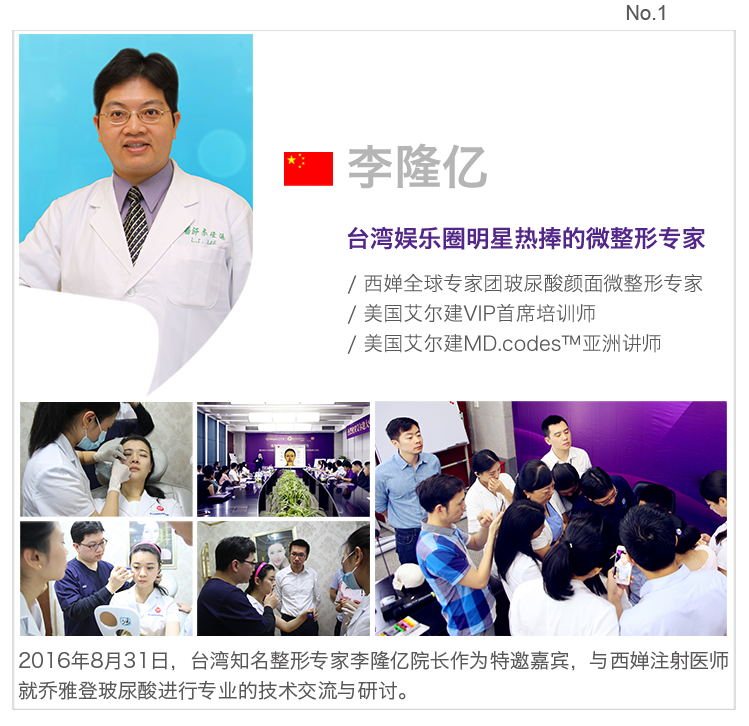 No.1
李隆亿
台湾娱乐圈明星热捧的微整形专家
/ 西婵全球专家团玻尿酸颜面微整形专家
/ 美国艾尔建VIP首席培训师
/ 美国艾尔建MD.codes™亚洲讲师
2016年8月31日，台湾知名整形专家李隆亿院长作为特邀嘉宾，与西婵注射医师
就乔雅登玻尿酸进行专业的技术交流与研讨。